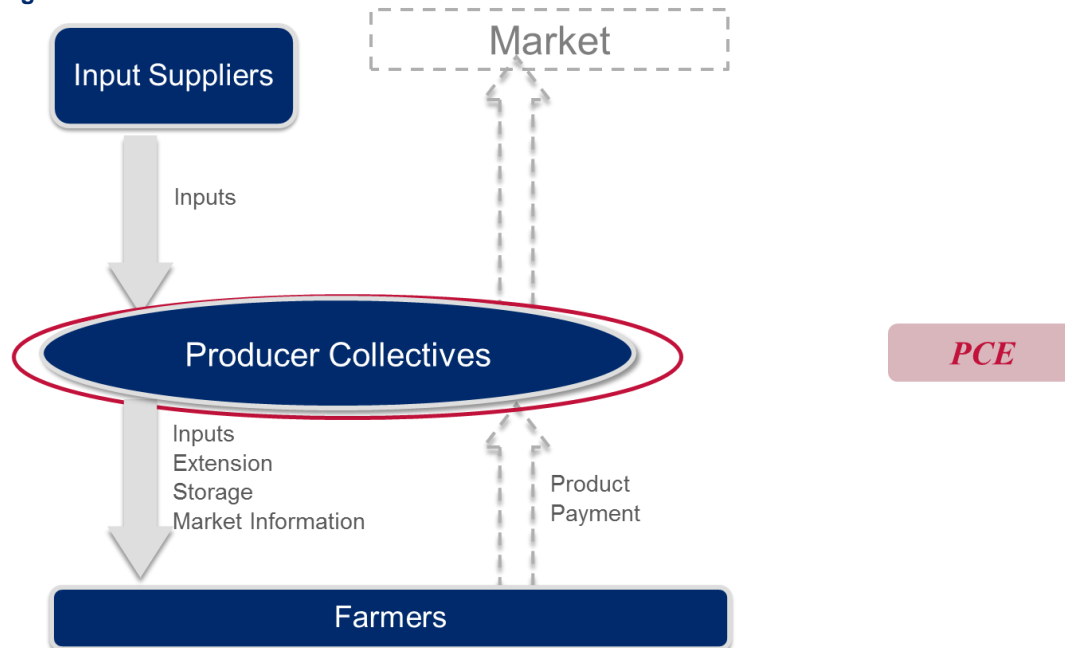 Market
Input Suppliers
Inputs
Producer Collectives
PCE
Inputs
Extension
Storage
Market Information
Product
Payment
Farmers